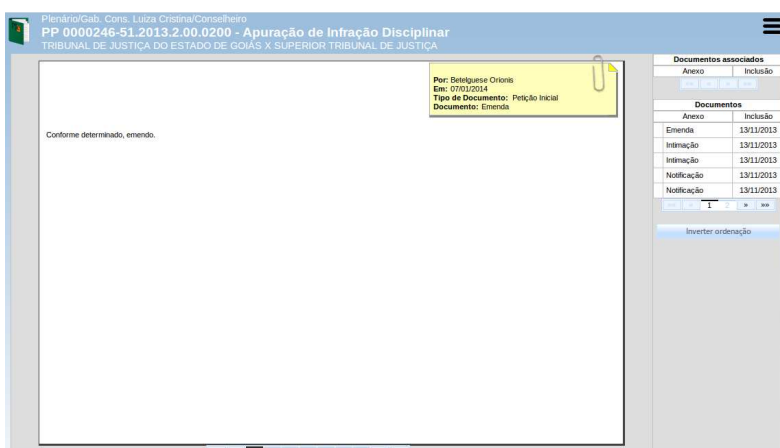 Plenário/Gab. Cons. Luiza Cristina/Conselheiro
PP 0000246-51.2013.2.00.0200 - Apuração de Infração Disciplinar
TRIBUNAL DE JUSTIÇA DO ESTADO DE GOIÁS X SUPERIOR TRIBUNAL DE JUSTIÇA
Por: Betelguese Orionis
Em: 07/01/2014
Tipo de Documento: Petição Inicial
Documento: Emenda
Conforme determinado, emendo.
Documentos associados
Anexo Inclusão
«« « » »»
Documentos
Anexo Inclusão
Emenda 13/11/2013
Intimação 13/11/2013
Intimação 13/11/2013
Notificação 13/11/2013
Notificação 13/11/2013
«« « 1 2 » »»
Inverter ordenação